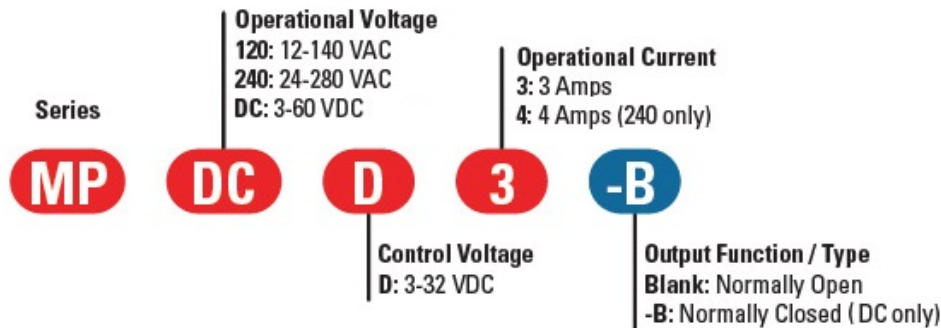 Operational Voltage
120: 12-140 VAC
240: 24-280 VAC
DC: 3-60 VDC
Operational Current
3: 3 Amps
4: 4 Amps (240 only)
Series
MP DC D 3 -B
Control Voltage
D: 3-32 VDC
Output Function / Type
Blank: Normally Open
-B: Normally Closed (DC only)